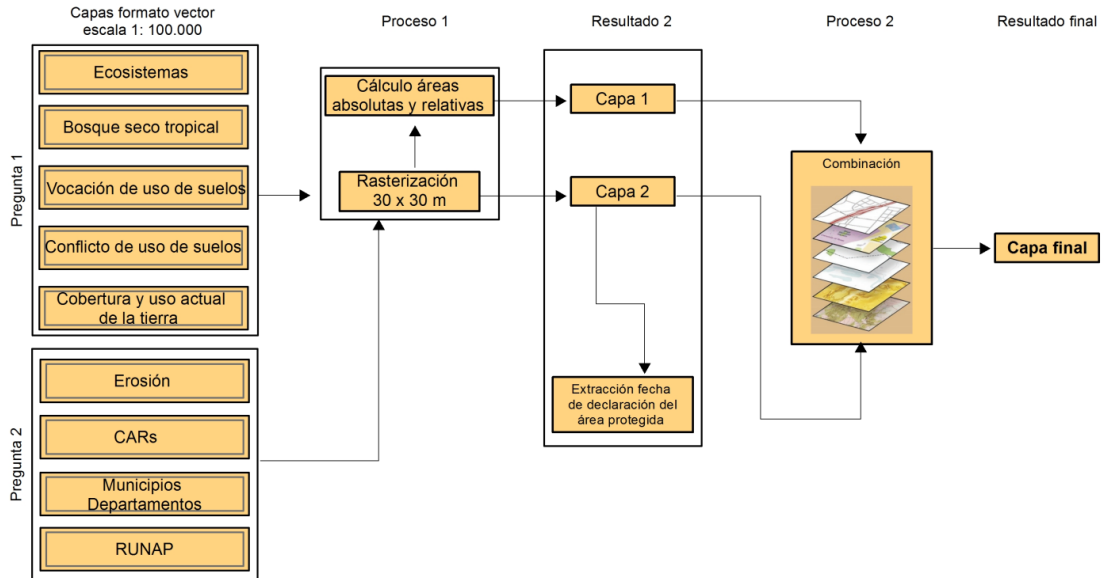 Capas formato vector
escala 1: 100.000
Proceso 1
Resultado 2
Proceso 2
Resultado final
Pregunta 1
Ecosistemas
Bosque seco tropical
Vocación de uso de suelos
Conflicto de uso de suelos
Cobertura y uso actual
de la tierra
Pregunta 2
Erosión
CARs
Municipios
Departamentos
RUNAP
Cálculo áreas
absolutas y relativas
Rasterización
30 x 30 m
Capa 1
Capa 2
Extracción fecha
de declaración del
área protegida
Combinación
Capa final